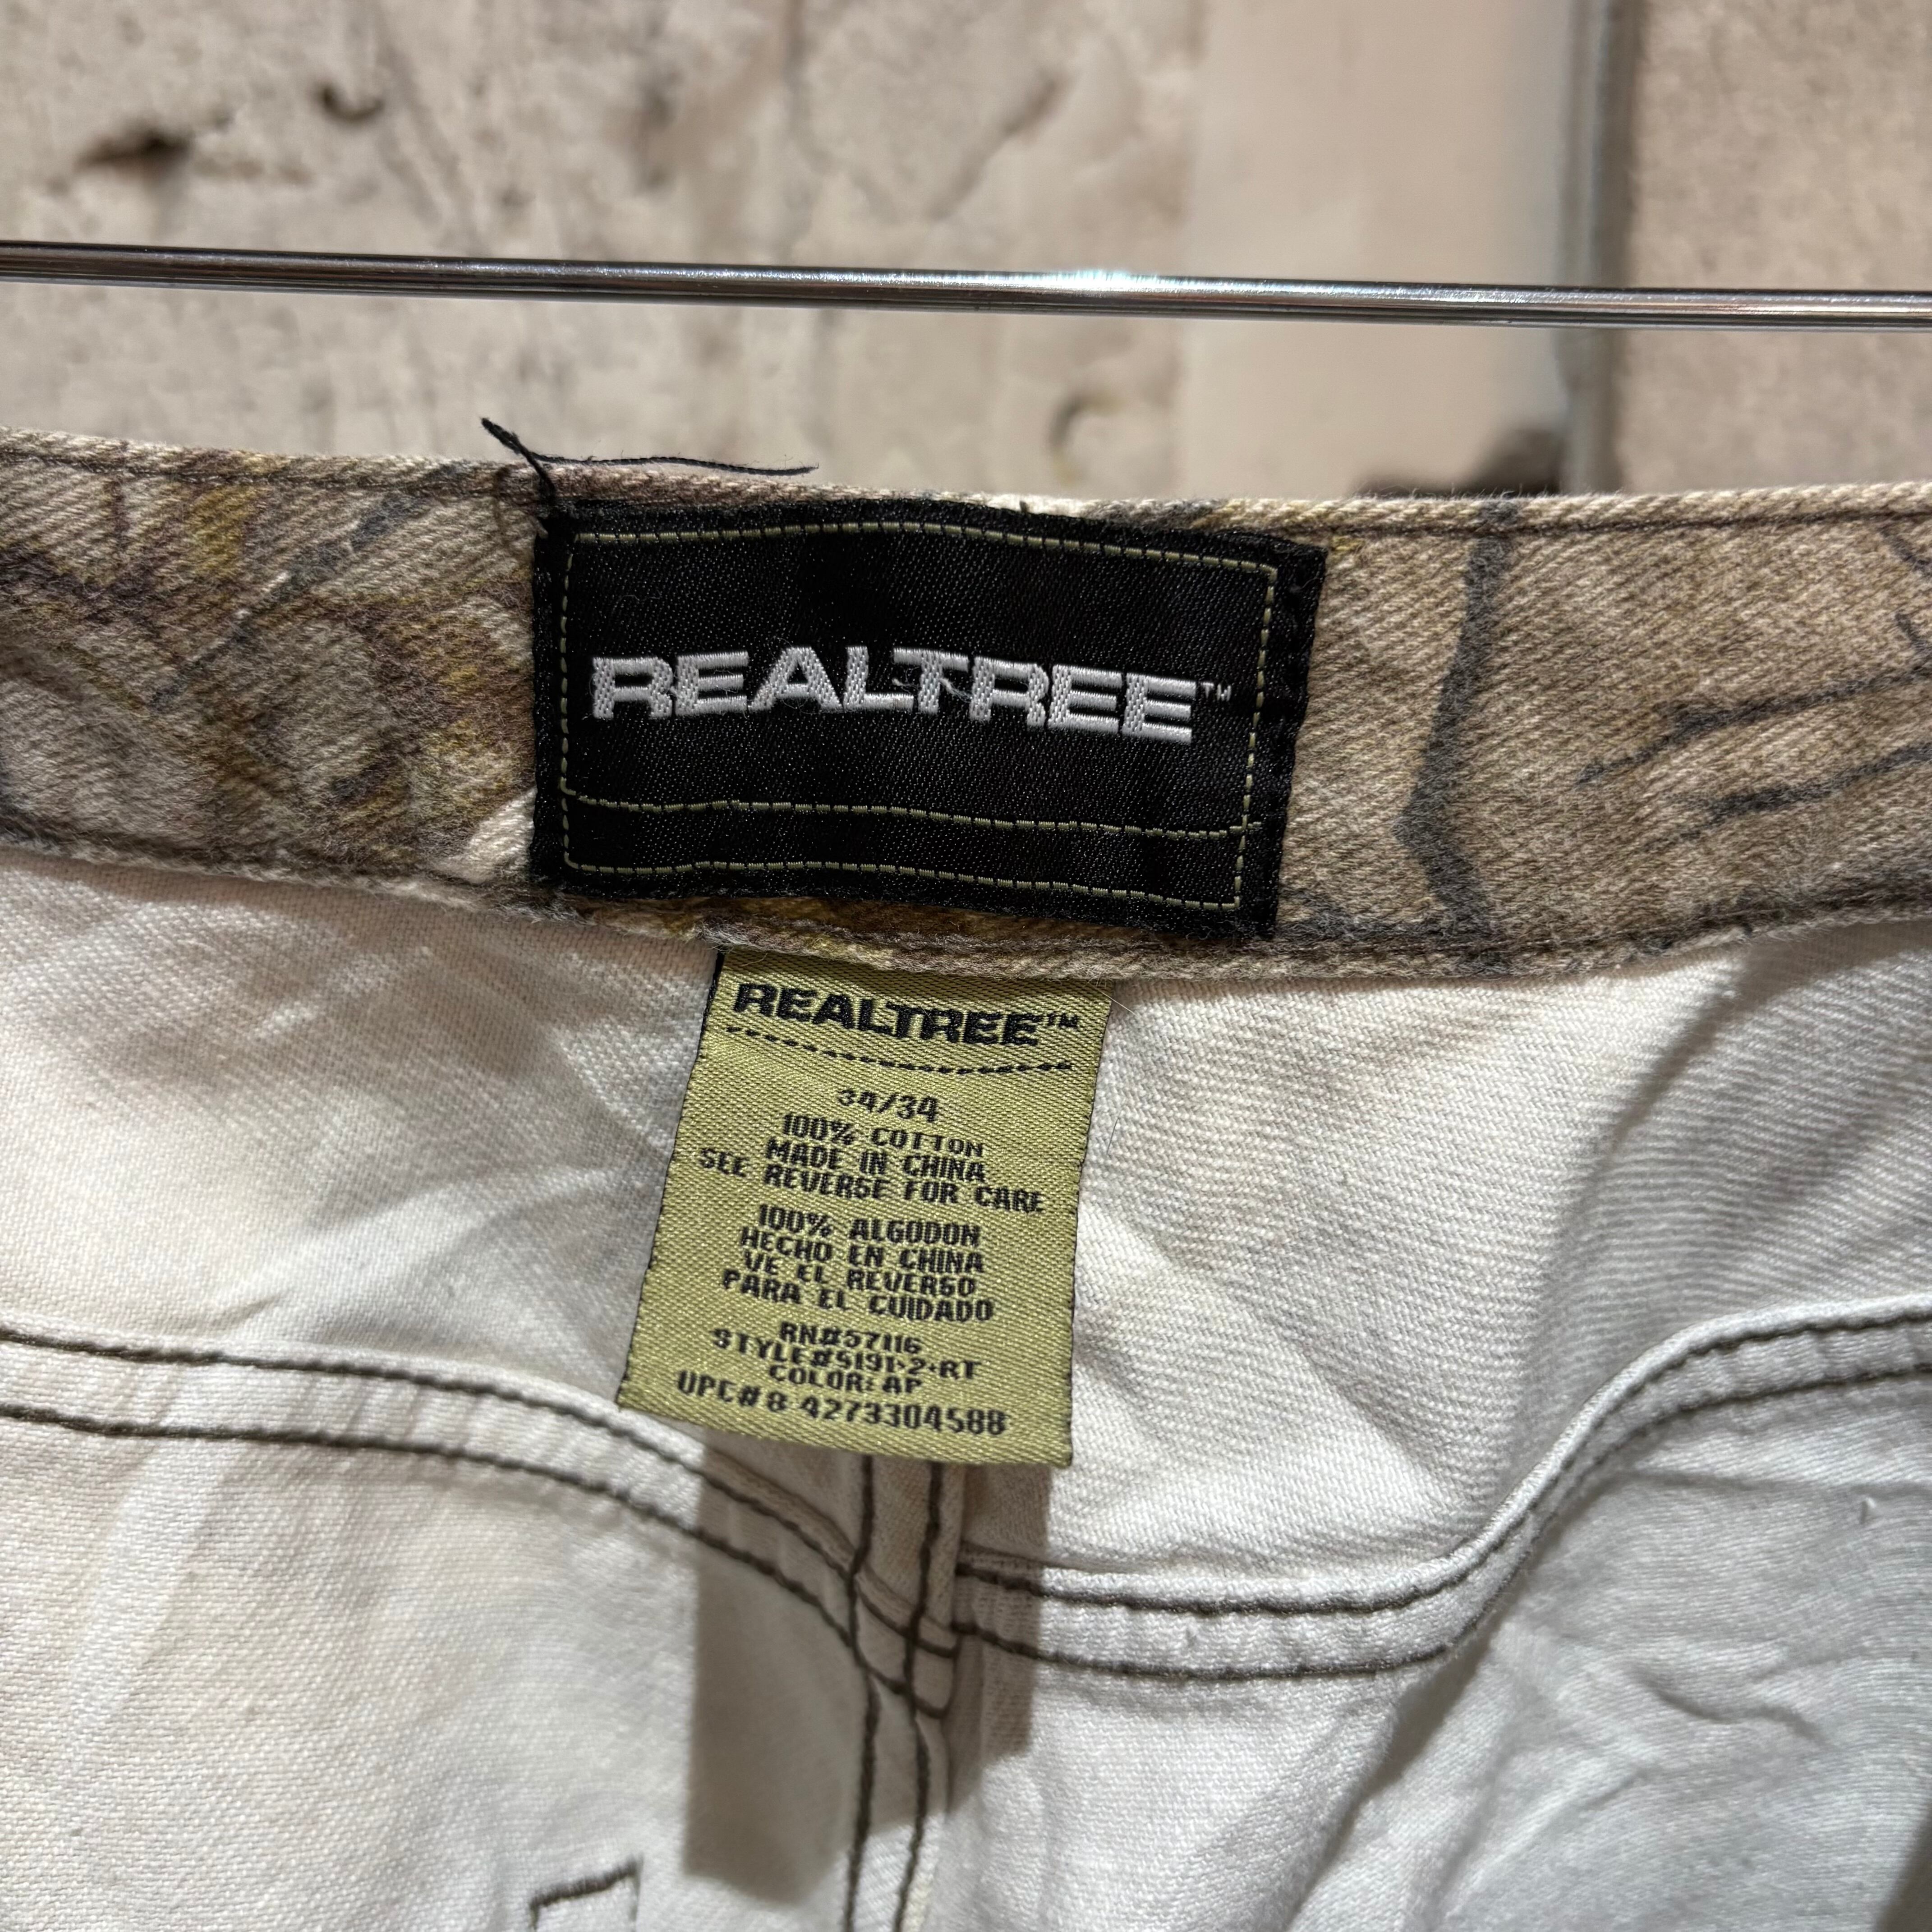 REALTREE™
REALTREE™
34/34
100% COTTON
MADE IN CHINA
SEE REVERSE FOR CARE
100% ALGODON
HECHO EN CHINA
VE EL REVERSO
PARA EL CUIDADO
RN#57116
STYLE#5191-2-RT
COLOR: AP
UPC# 8 4273304588